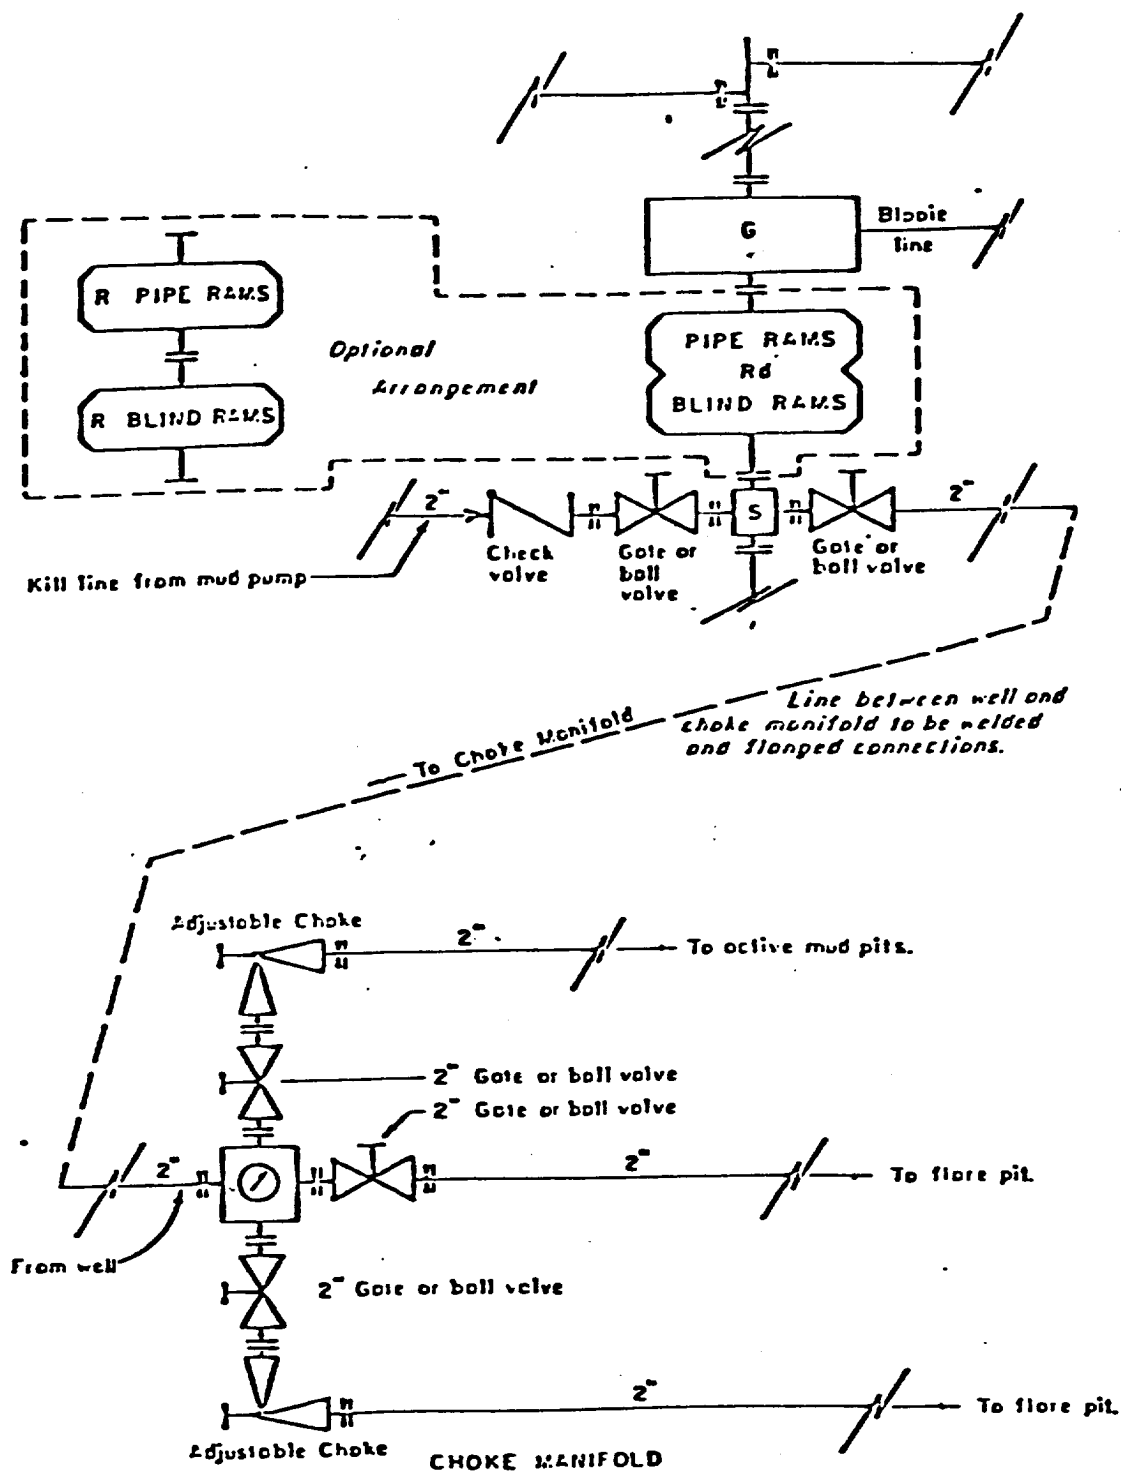 G
Blooie
line
R PIPE RAMS
R BLIND RAMS
Optional
Arrangement
PIPE RAMS
Rd
BLIND RAMS
2"
S
2"
Check
valve
Gate or
ball
valve
Gate or
ball valve
Kill line from mud pump
Line between well and
choke manifold to be welded
and flanged connections.
To Choke Manifold
Adjustable Choke
2"
To active mud pits.
2" Gate or ball valve
2" Gate or ball valve
2"
2"
To flare pit.
From well
2" Gate or ball valve
2"
To flare pit.
Adjustable Choke
CHOKE MANIFOLD